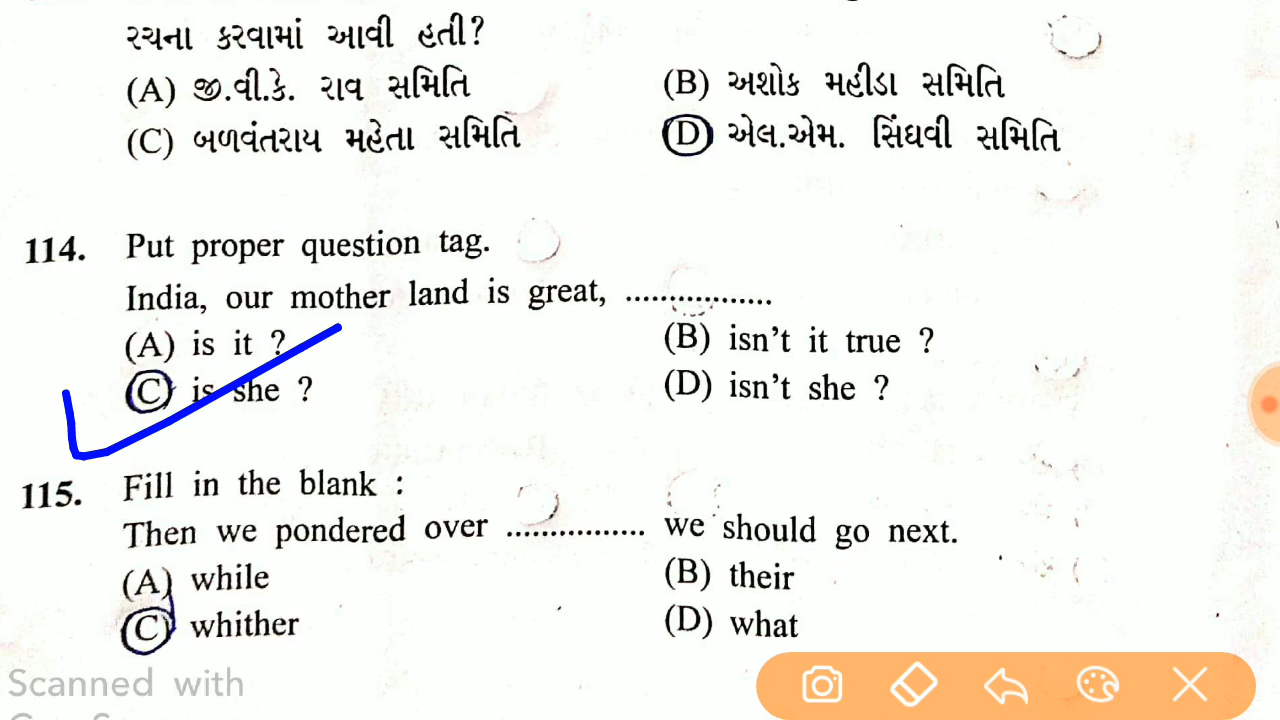 રચના કરવામાં આવી હતી?
(A) જી.વી.કે. રાવ સમિતિ (B) અશોક મહીડા સમિતિ
(C) બળવંતરાય મહેતા સમિતિ (D) એલ.એમ. સિંઘવી સમિતિ
114. Put proper question tag.
India, our mother land is great, ..................
(A) is it ? (B) isn't it true ?
(C) is she ? (D) isn't she ?
115. Fill in the blank :
Then we pondered over ................ we should go next.
(A) while (B) their
(C) whither (D) what
Scanned with